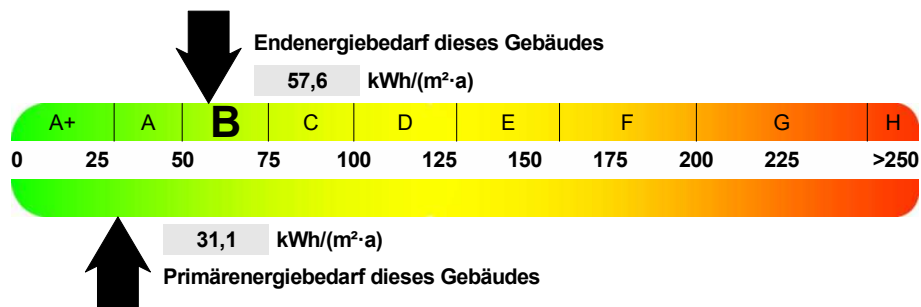 Endenergiebedarf dieses Gebäudes
57,6 kWh/(m²·a)
A+ A B C D E F G H
0 25 50 75 100 125 150 175 200 225 >250
31,1 kWh/(m²·a)
Primärenergiebedarf dieses Gebäudes